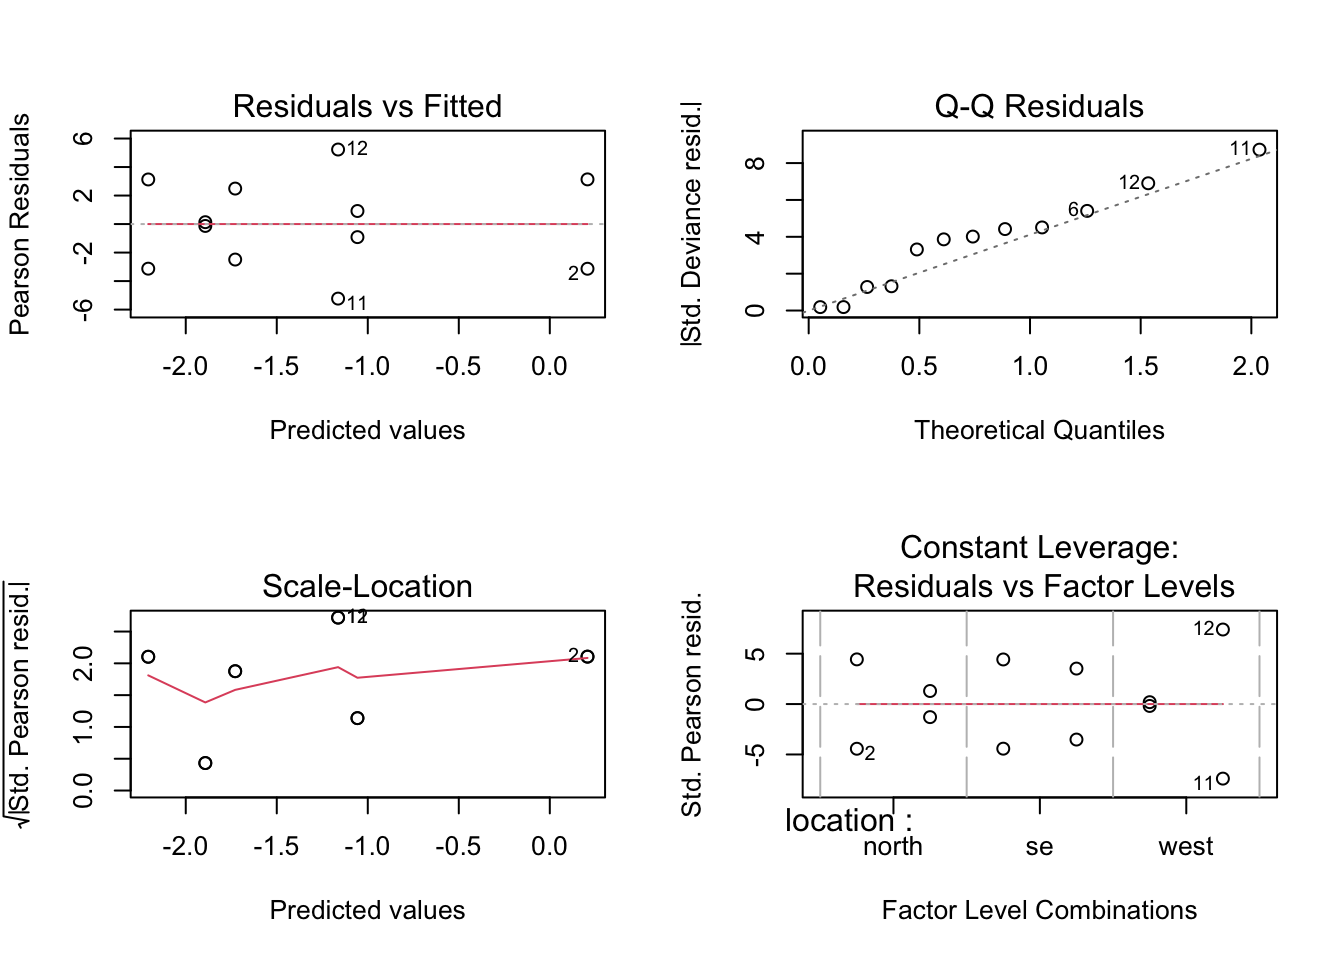 Residuals vs Fitted
Pearson Residuals
6
2
-2
-6
12
11
2
-2.0 -1.5 -1.0 -0.5 0.0
Predicted values
Q-Q Residuals
|Std. Deviance resid.|
8
4
0
11
12
6
0.0 0.5 1.0 1.5 2.0
Theoretical Quantiles
Scale-Location
√|Std. Pearson resid.|
2.0
1.0
0.0
12
2
-2.0 -1.5 -1.0 -0.5 0.0
Predicted values
Constant Leverage:
Residuals vs Factor Levels
Std. Pearson resid.
5
0
-5
12
2
11
location :
north se west
Factor Level Combinations